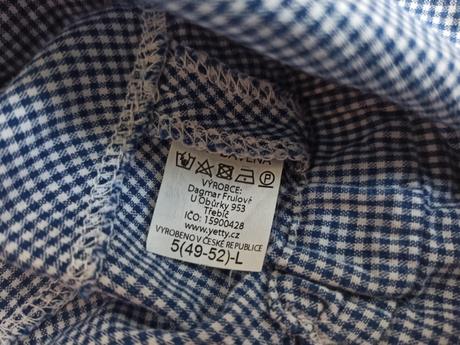 P
VÝROBCE:
Dagmar Frulová
U Obůrky 953
Třebíč
IČO: 15900428
www.yetty.cz
VYROBENO V ČESKÉ REPUBLICE
5(49-52)-L